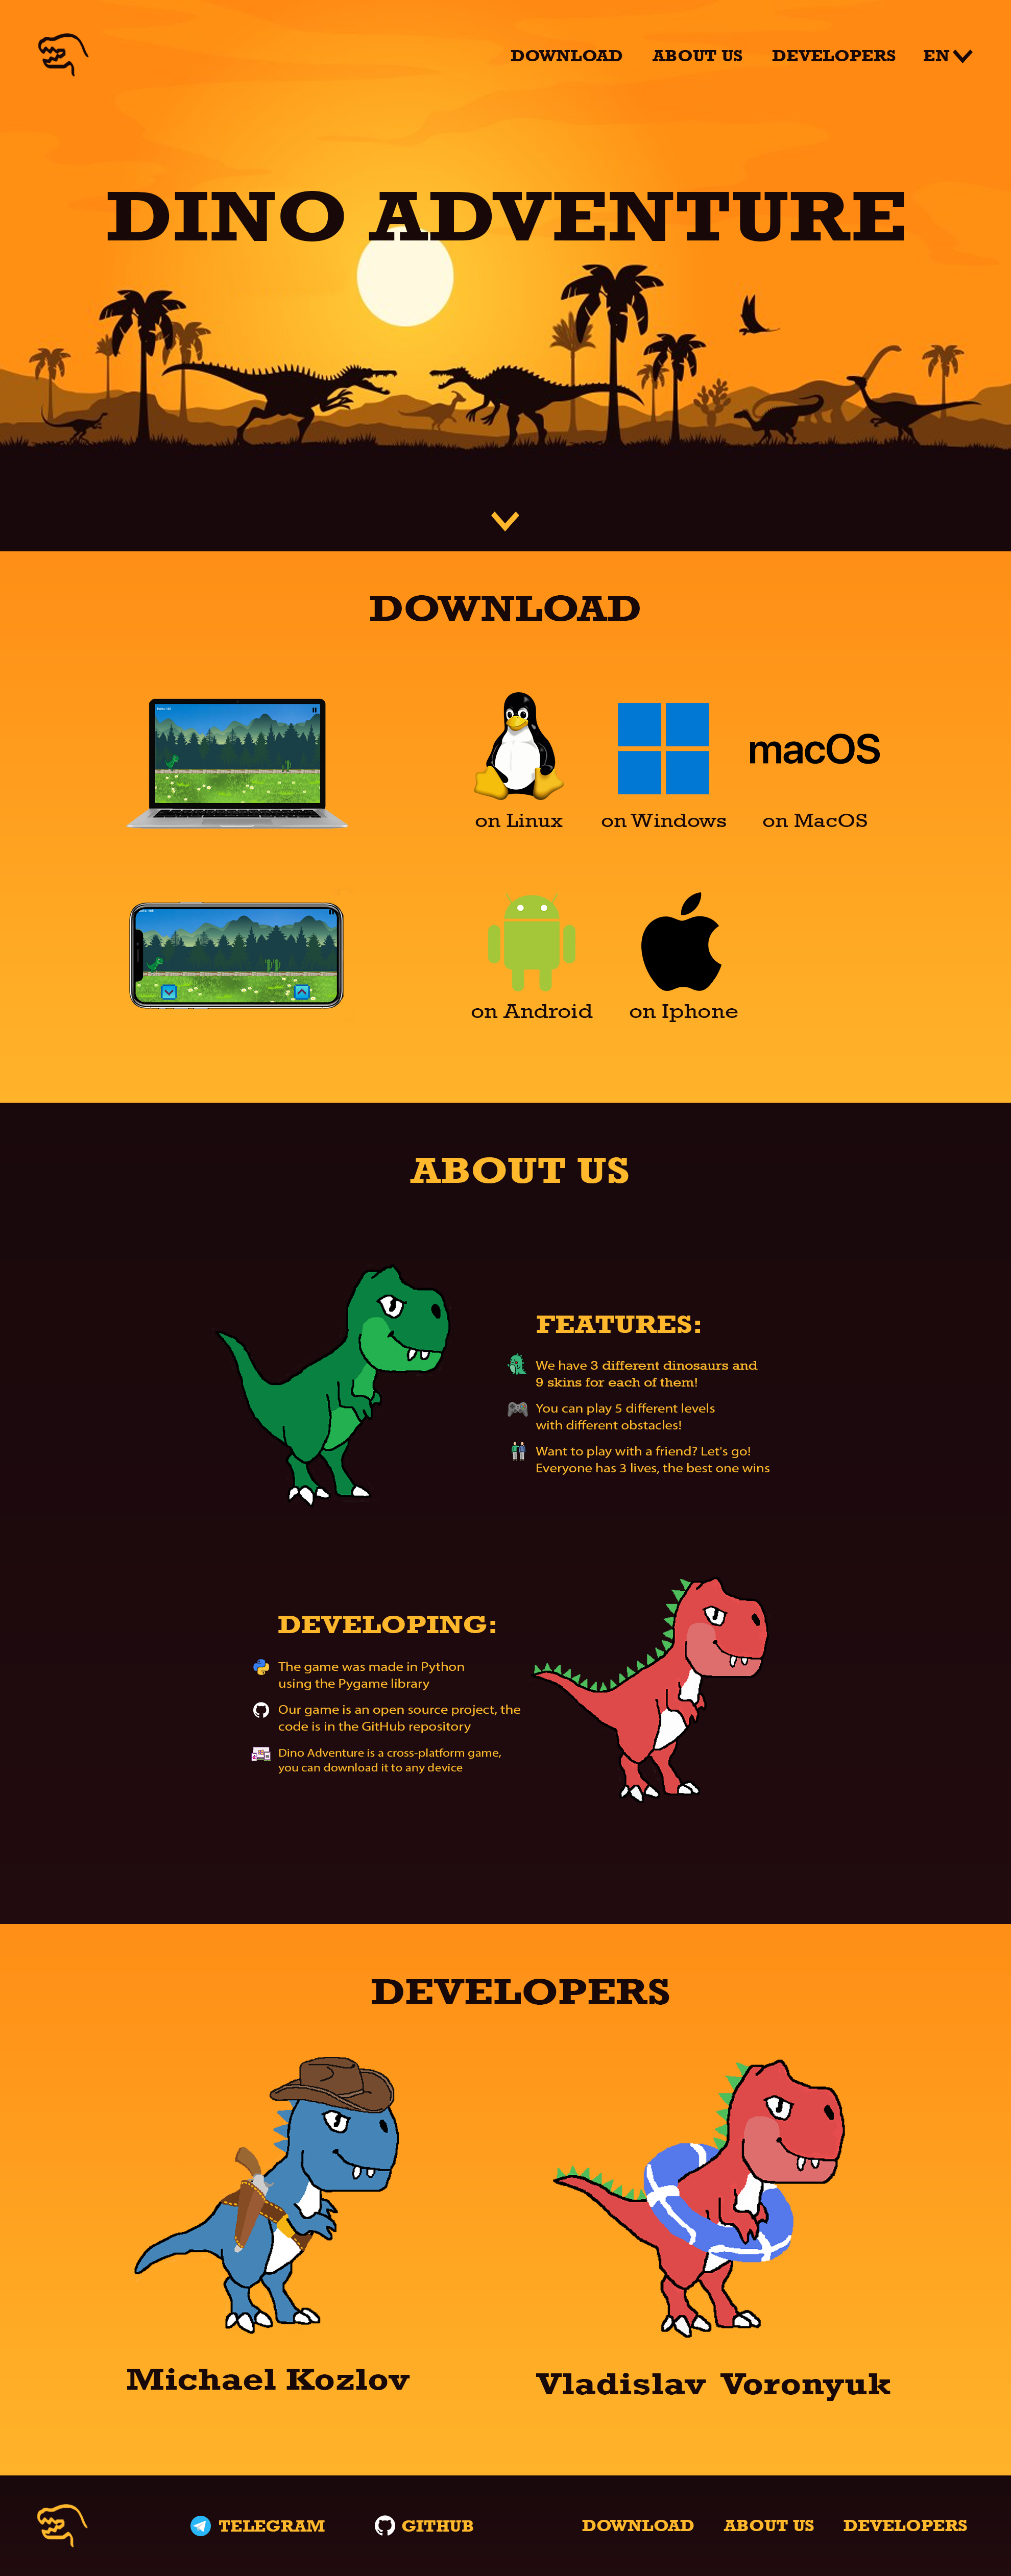 DOWNLOAD ABOUT US DEVELOPERS EN
DINO ADVENTURE
DOWNLOAD
macOS
on Linux on Windows on MacOS
on Android on Iphone
ABOUT US
FEATURES:
We have 3 different dinosaurs and
9 skins for each of them!
You can play 5 different levels
with different obstacles!
Want to play with a friend? Let's go!
Everyone has 3 lives, the best one wins
DEVELOPING:
The game was made in Python
using the Pygame library
Our game is an open source project, the
code is in the GitHub repository
Dino Adventure is a cross-platform game,
you can download it to any device
DEVELOPERS
Michael Kozlov
Vladislav Voronyuk
TELEGRAM GITHUB DOWNLOAD ABOUT US DEVELOPERS